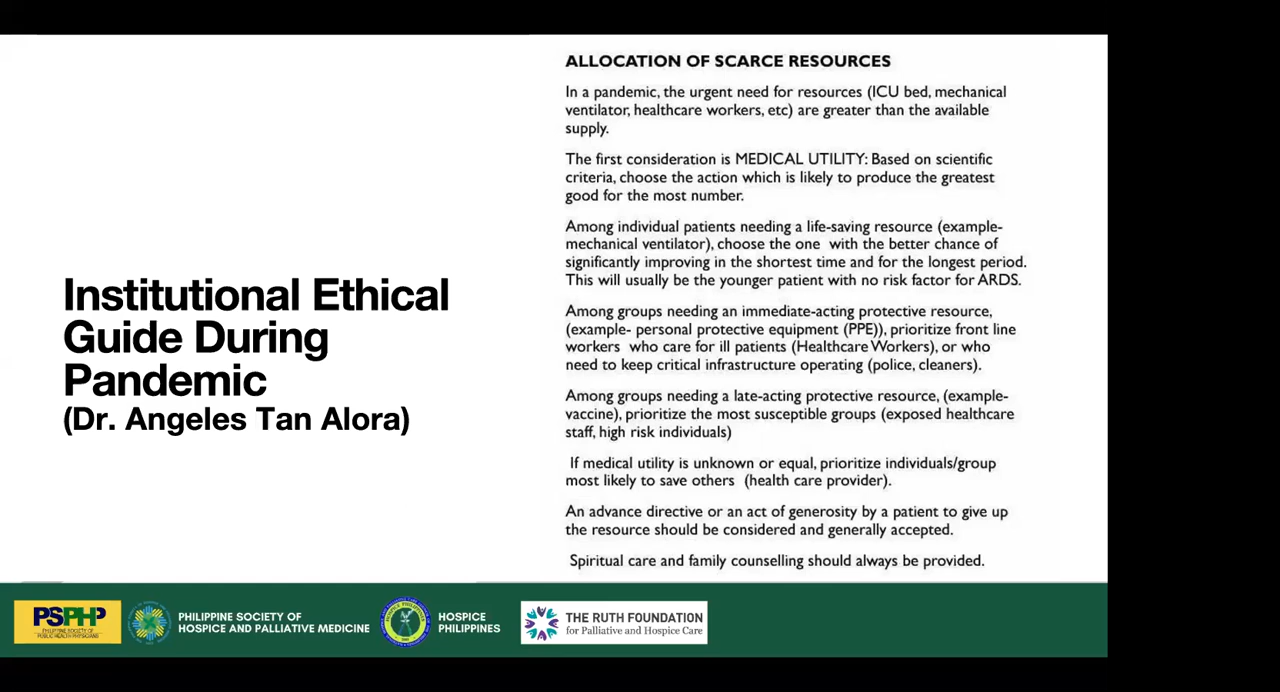 ALLOCATION OF SCARCE RESOURCES
In a pandemic, the urgent need for resources (ICU bed, mechanical
ventilator, healthcare workers, etc) are greater than the available
supply.
The first consideration is MEDICAL UTILITY: Based on scientific
criteria, choose the action which is likely to produce the greatest
good for the most number.
Among individual patients needing a life-saving resource (example-
mechanical ventilator), choose the one with the better chance of
significantly improving in the shortest time and for the longest period.
This will usually be the younger patient with no risk factor for ARDS.
Among groups needing an immediate-acting protective resource,
(example- personal protective equipment (PPE)), prioritize front line
workers who care for ill patients (Healthcare Workers), or who
need to keep critical infrastructure operating (police, cleaners).
Among groups needing a late-acting protective resource, (example-
vaccine), prioritize the most susceptible groups (exposed healthcare
staff, high risk individuals)
If medical utility is unknown or equal, prioritize individuals/group
most likely to save others (health care provider).
An advance directive or an act of generosity by a patient to give up
the resource should be considered and generally accepted.
Spiritual care and family counselling should always be provided.
Institutional Ethical
Guide During
Pandemic
(Dr. Angeles Tan Alora)
PSPHP
PHILIPPINE SOCIETY OF
PUBLIC HEALTH PHYSICIANS
PHILIPPINE SOCIETY OF
HOSPICE AND PALLIATIVE MEDICINE
HOSPICE
PHILIPPINES
THE RUTH FOUNDATION
for Palliative and Hospice Care